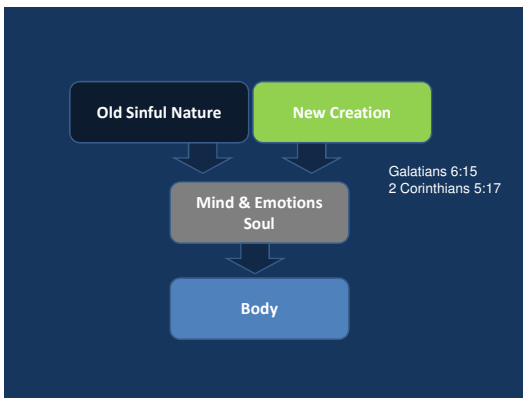 Old Sinful Nature
New Creation
Galatians 6:15
2 Corinthians 5:17
Mind & Emotions
Soul
Body